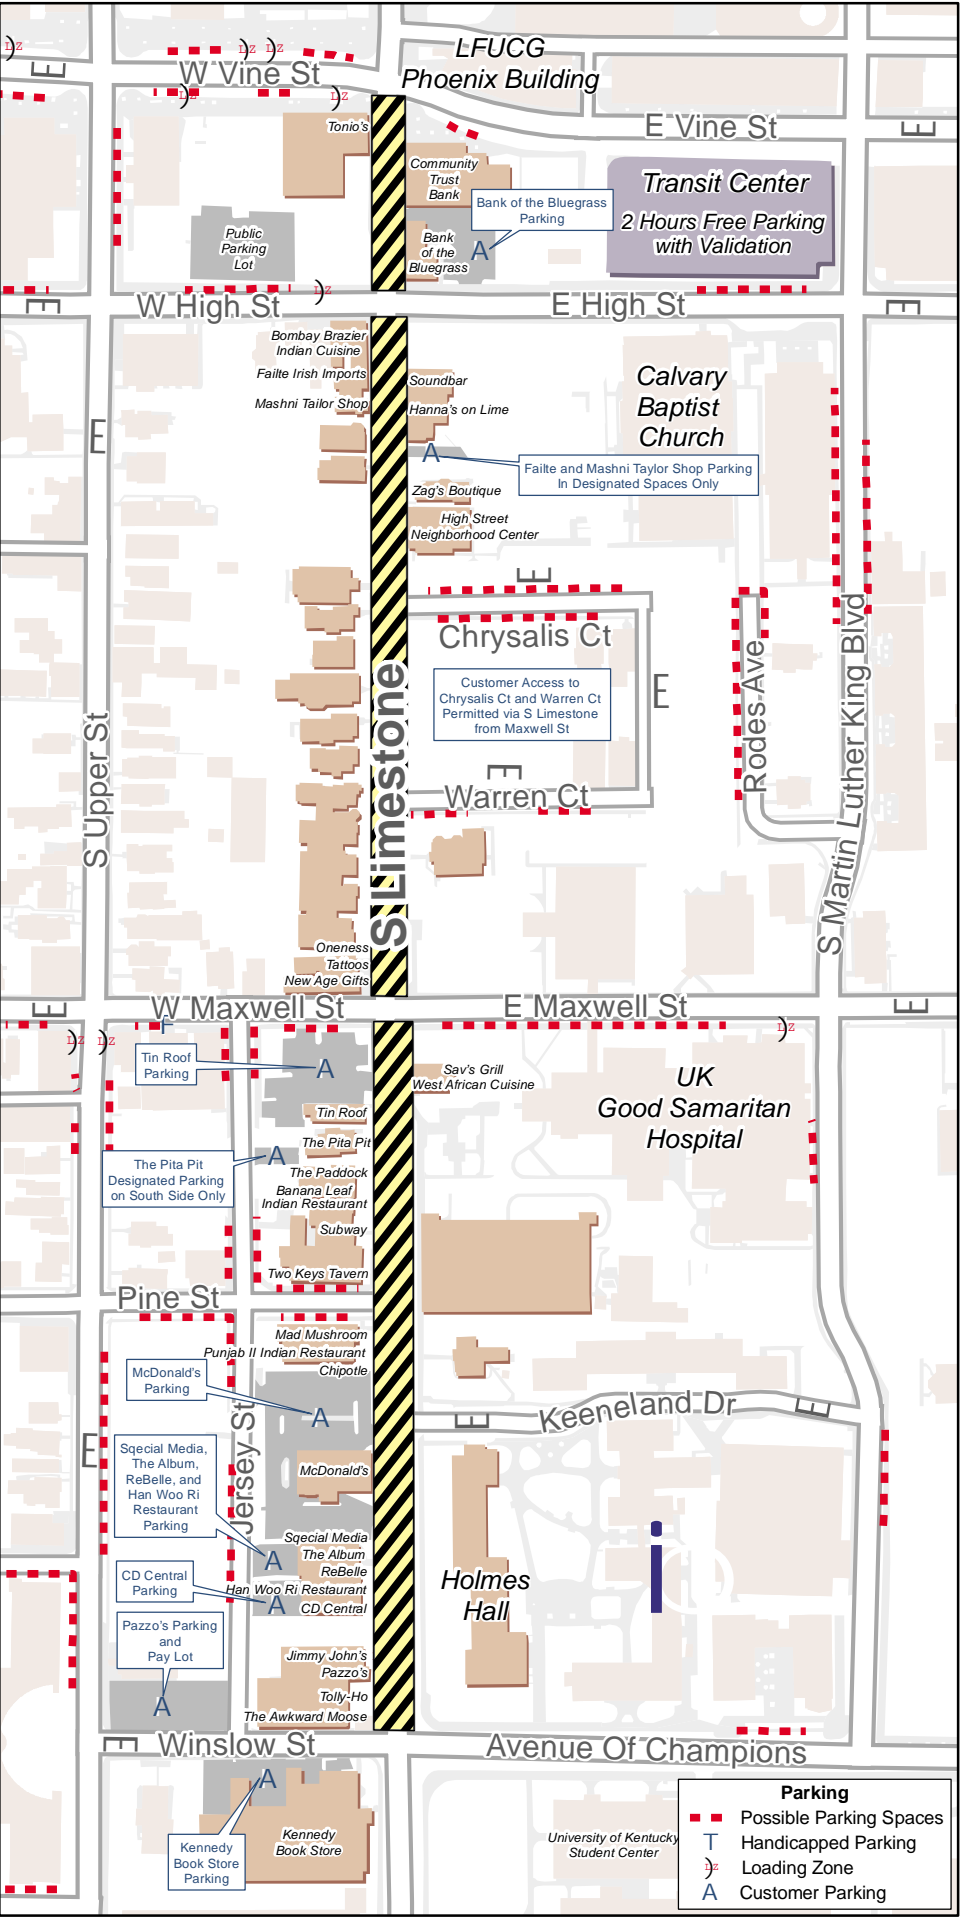 LFUCG
Phoenix Building
W Vine St
E Vine St
Tonio's
Community
Trust
Bank
Transit Center
2 Hours Free Parking
with Validation
Bank of the Bluegrass
Parking
Public
Parking
Lot
Bank
of the
Bluegrass
A
W High St
E High St
Bombay Brazier
Indian Cuisine
Failte Irish Imports
Mashni Tailor Shop
Soundbar
Hanna's on Lime
Calvary
Baptist
Church
A
Failte and Mashni Taylor Shop Parking
In Designated Spaces Only
Zag's Boutique
High Street
Neighborhood Center
Chrysalis Ct
Customer Access to
Chrysalis Ct and Warren Ct
Permitted via S Limestone
from Maxwell St
Warren Ct
S Limestone
S Upper St
Rodes Ave
S Martin Luther King Blvd
Oneness
Tattoos
New Age Gifts
W Maxwell St
E Maxwell St
Tin Roof
Parking
A
Sav's Grill
West African Cuisine
UK
Good Samaritan
Hospital
Tin Roof
The Pita Pit
A
The Pita Pit
Designated Parking
on South Side Only
The Paddock
Banana Leaf
Indian Restaurant
Subway
Two Keys Tavern
Pine St
Mad Mushroom
Punjab II Indian Restaurant
Chipotle
McDonald's
Parking
A
Keeneland Dr
Jersey St
McDonald's
Sqecial Media,
The Album,
ReBelle, and
Han Woo Ri
Restaurant
Parking
Sqecial Media
The Album
ReBelle
A
Han Woo Ri Restaurant
CD Central
CD Central
Parking
A
Holmes
Hall
Pazzo's Parking
and
Pay Lot
A
Jimmy John's
Pazzo's
Tolly-Ho
The Awkward Moose
Winslow St
Avenue Of Champions
A
Kennedy
Book Store
Parking
Kennedy
Book Store
University of Kentucky
Student Center
Parking
Possible Parking Spaces
T Handicapped Parking
LZ Loading Zone
A Customer Parking